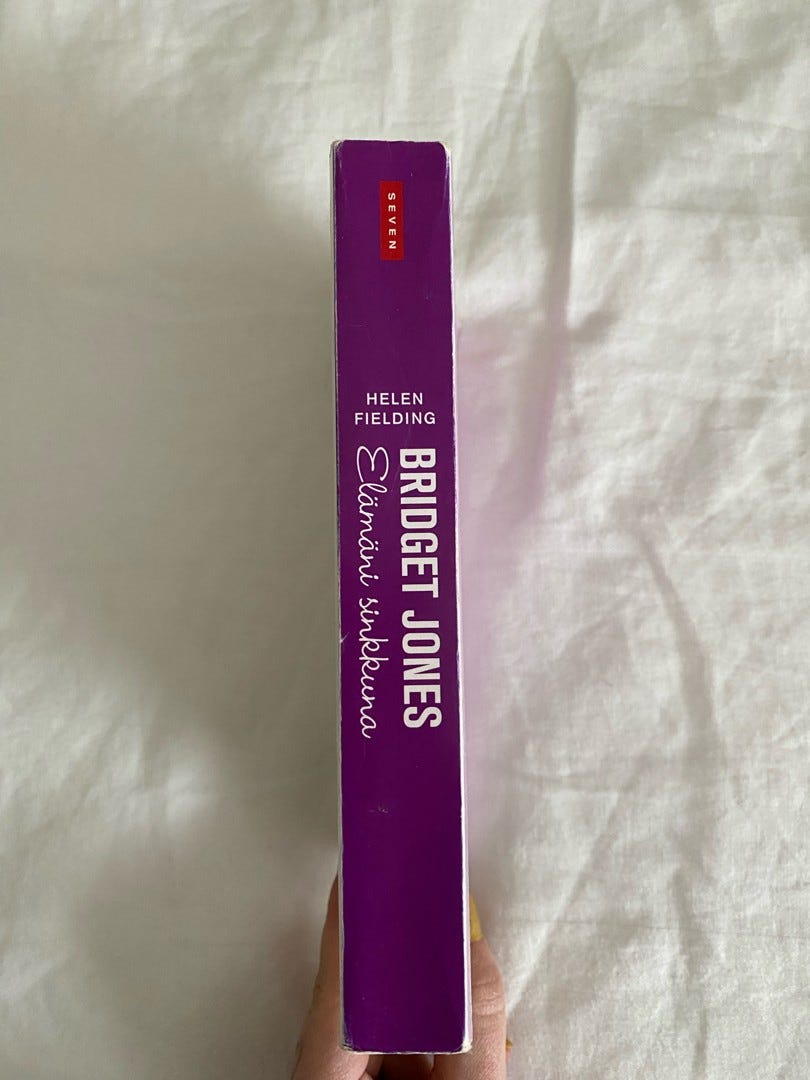 SEVEN
HELEN
FIELDING
BRIDGET JONES
Elämäni sinkkuna